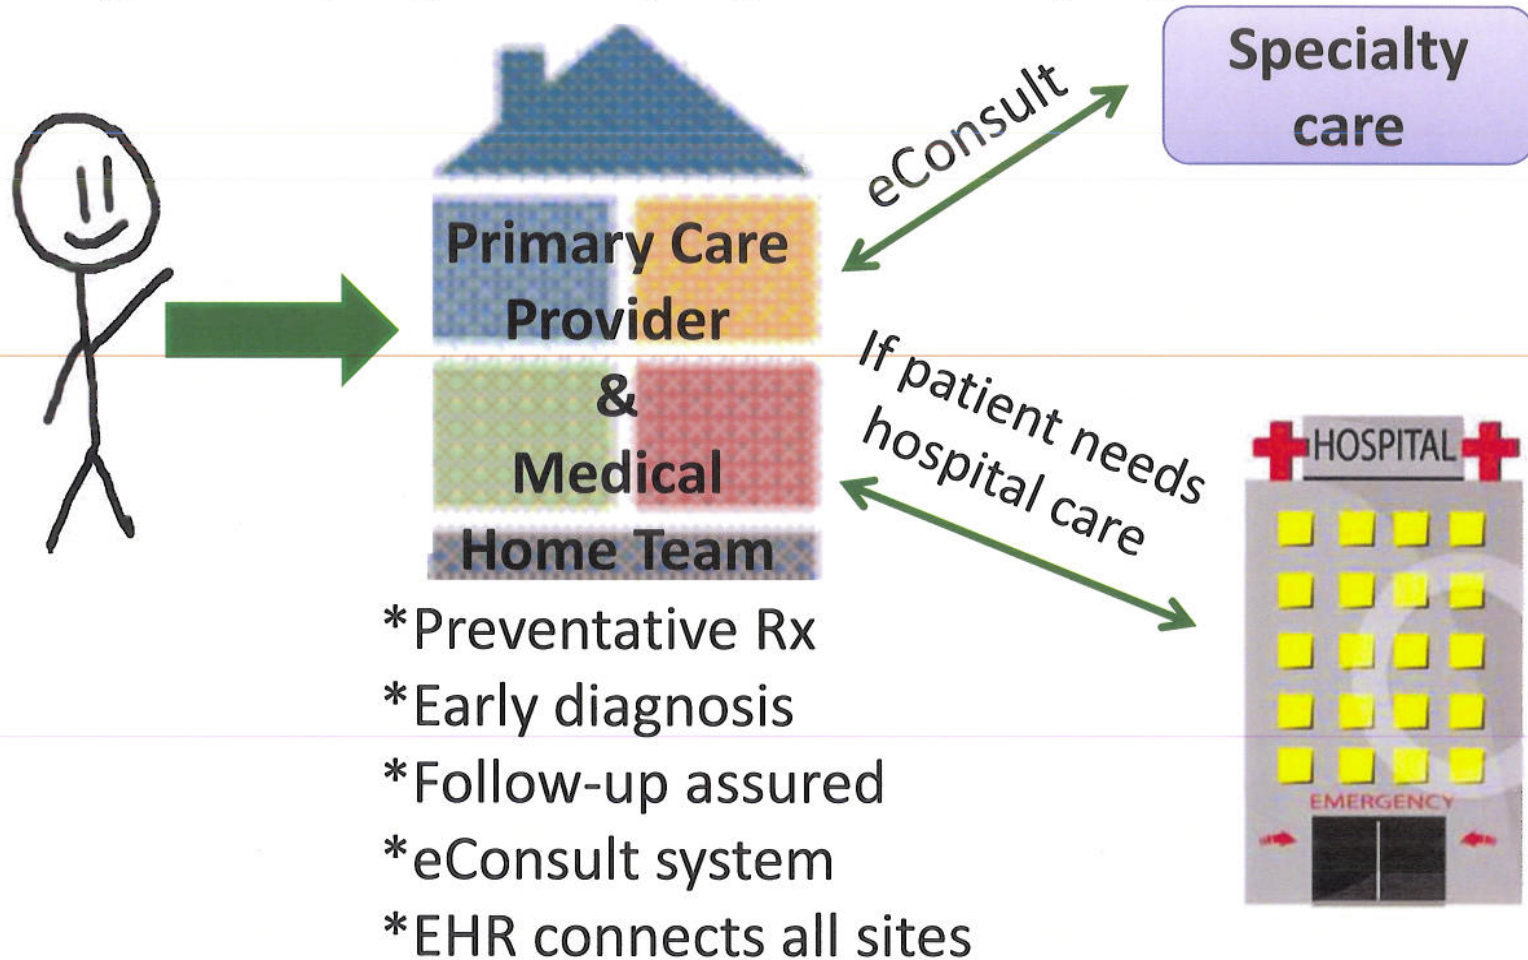 Specialty
care
eConsult
Primary Care
Provider
&
Medical
Home Team
If patient needs
hospital care
HOSPITAL
EMERGENCY
*Preventative Rx
*Early diagnosis
*Follow-up assured
*eConsult system
*EHR connects all sites